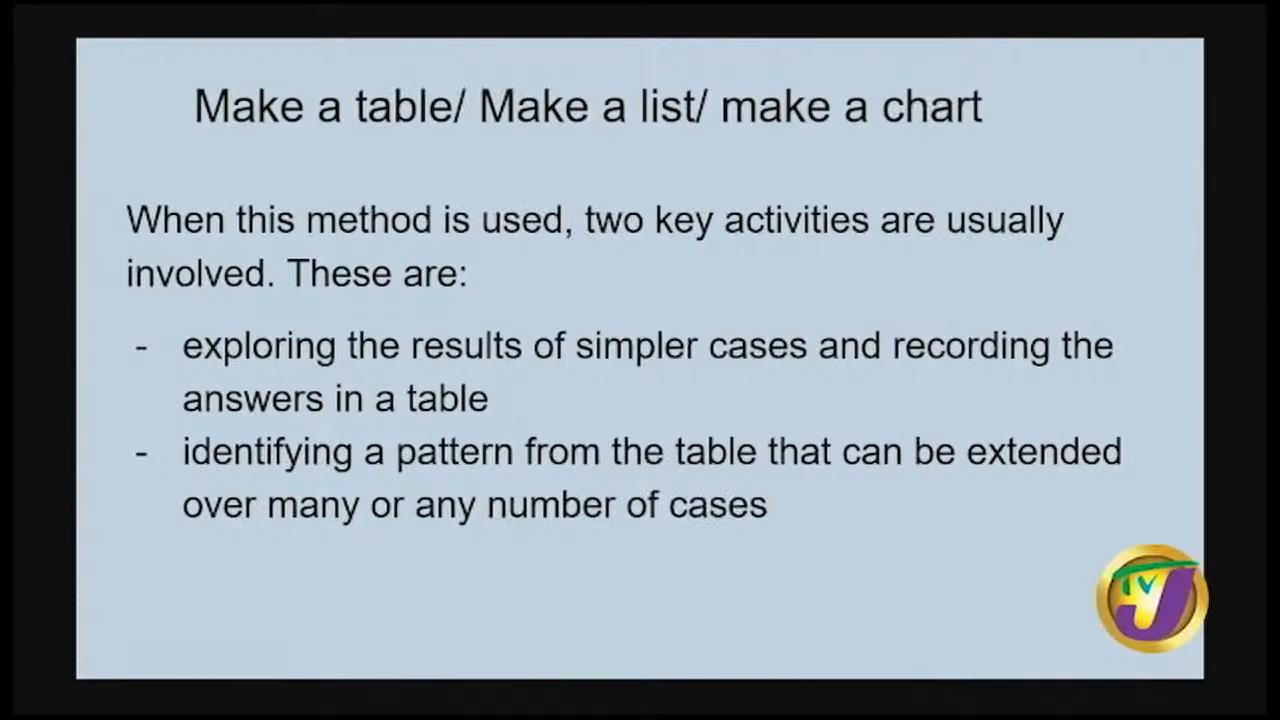 Make a table/ Make a list/ make a chart
When this method is used, two key activities are usually
involved. These are:
- exploring the results of simpler cases and recording the
answers in a table
- identifying a pattern from the table that can be extended
over many or any number of cases
TVJ